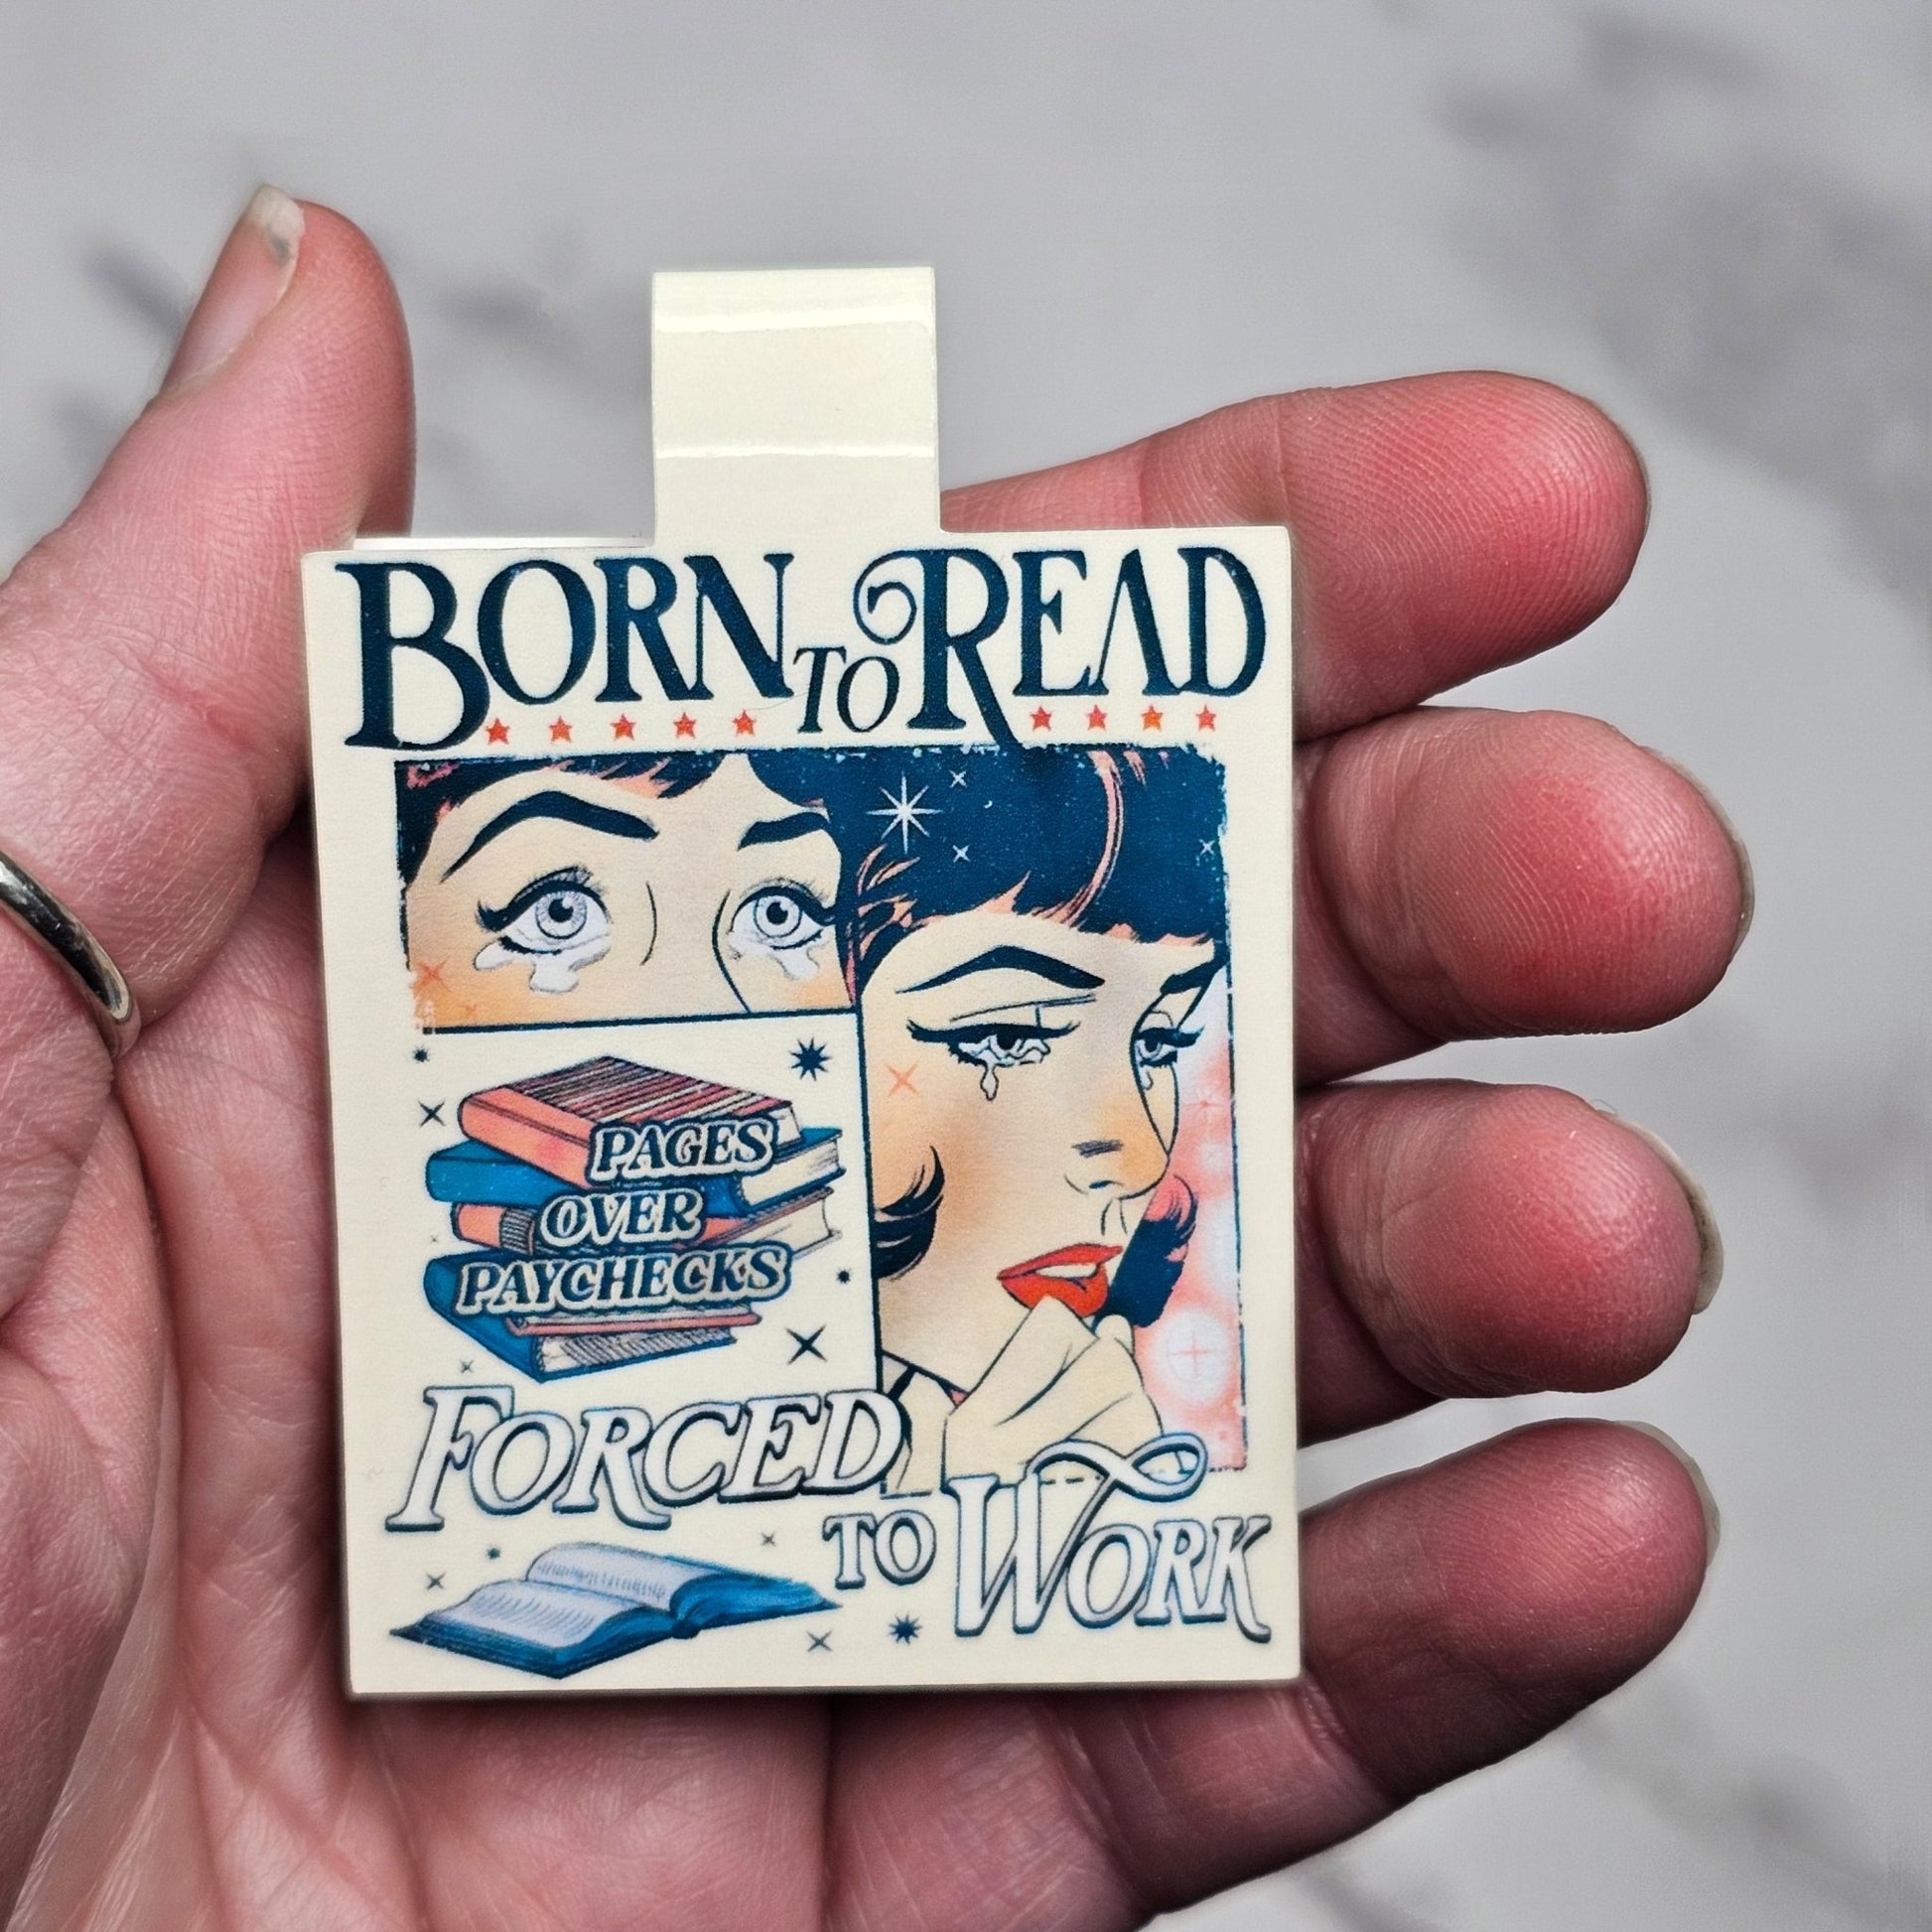 BORN TO READ
PAGES
OVER
PAYCHECKS
FORCED
TO WORK